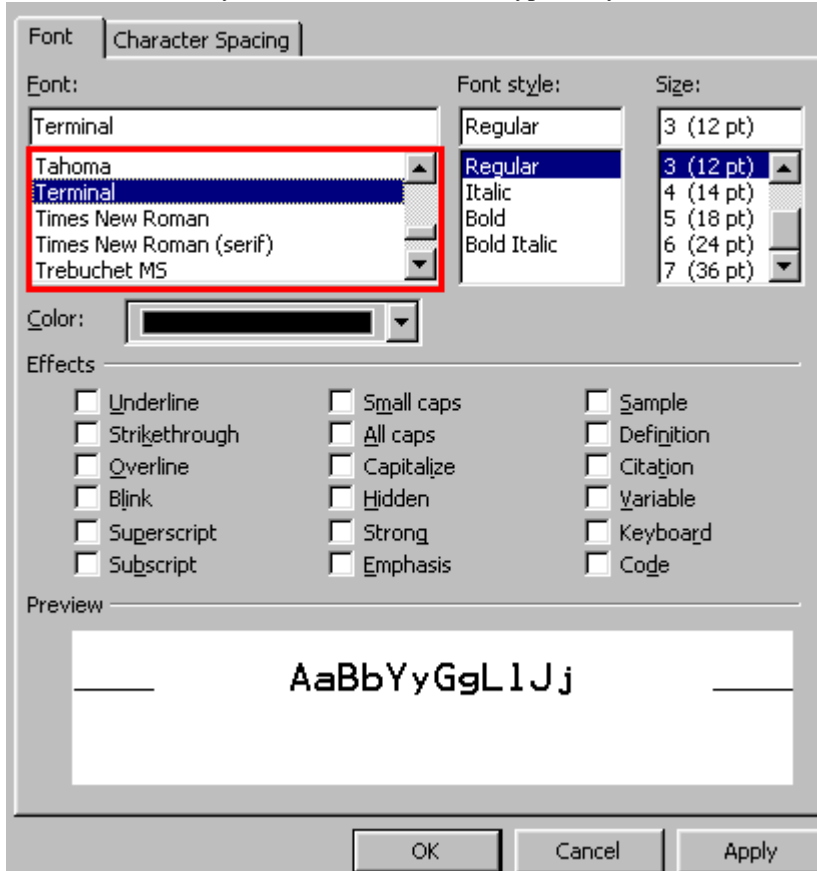 Font Character Spacing
Font: Font style: Size:
Terminal Regular 3 (12 pt)
Tahoma Regular 3 (12 pt)
Terminal Italic 4 (14 pt)
Times New Roman Bold 5 (18 pt)
Times New Roman (serif) Bold Italic 6 (24 pt)
Trebuchet MS 7 (36 pt)
Color:
Effects
Underline Small caps Sample
Strikethrough All caps Definition
Overline Capitalize Citation
Blink Hidden Variable
Superscript Strong Keyboard
Subscript Emphasis Code
Preview
AaBbYyGgLlJj
OK Cancel Apply